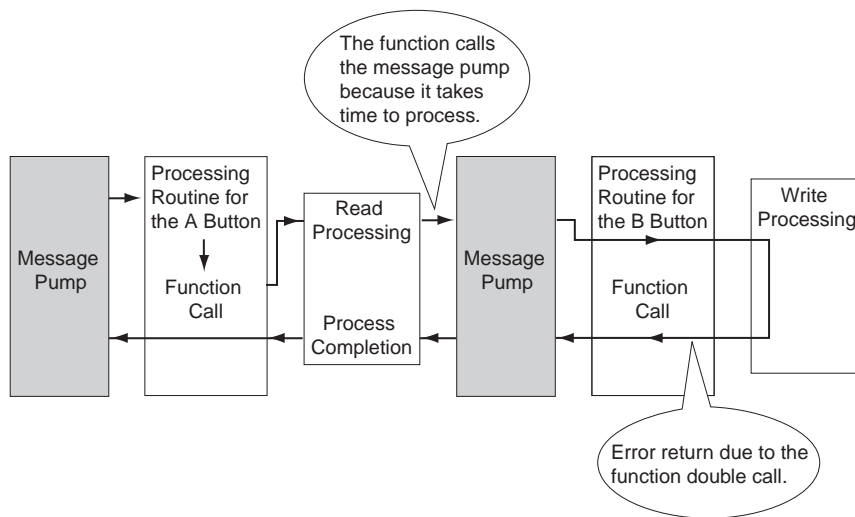 The function calls
the message pump
because it takes
time to process.
Message
Pump
Processing
Routine for
the A Button
Function
Call
Read
Processing
Process
Completion
Message
Pump
Processing
Routine for
the B Button
Function
Call
Write
Processing
Error return due to the
function double call.